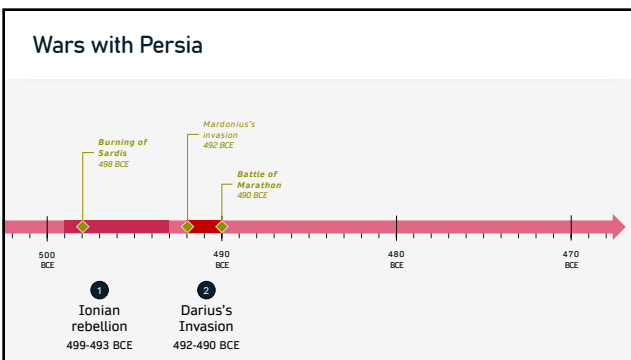 Wars with Persia
Mardonius's
invasion
492 BCE
Burning of
Sardis
498 BCE
Battle of
Marathon
490 BCE
500
BCE
490
BCE
480
BCE
470
BCE
1
Ionian
rebellion
499-493 BCE
2
Darius's
Invasion
492-490 BCE